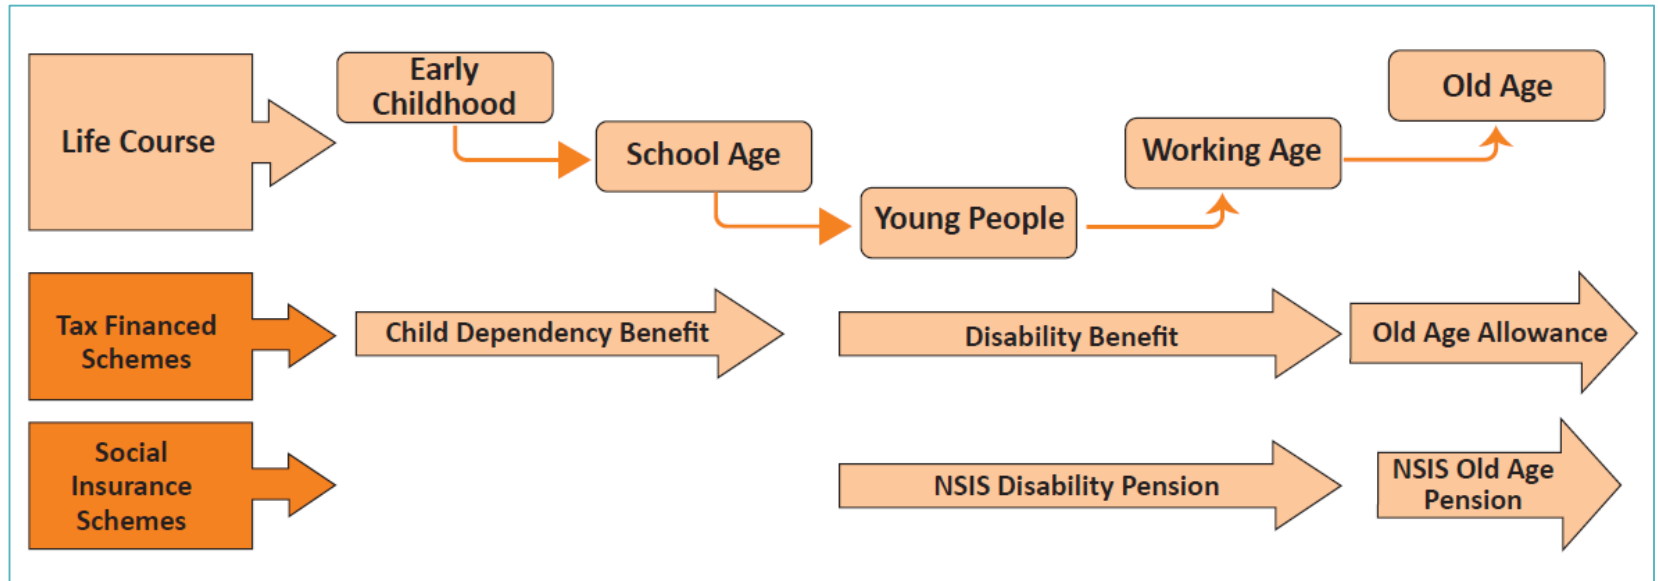 Life Course
Early
Childhood
School Age
Young People
Working Age
Old Age
Tax Financed
Schemes
Child Dependency Benefit
Disability Benefit
Old Age Allowance
Social
Insurance
Schemes
NSIS Disability Pension
NSIS Old Age
Pension